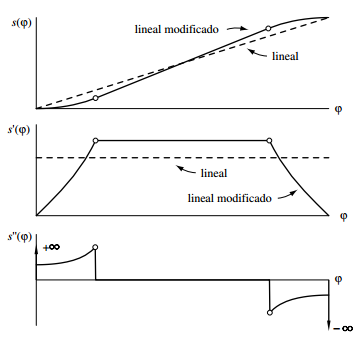 s(φ)
lineal modificado
lineal
φ
s'(φ)
lineal
lineal modificado
φ
s"(φ)
+∞
φ
−∞